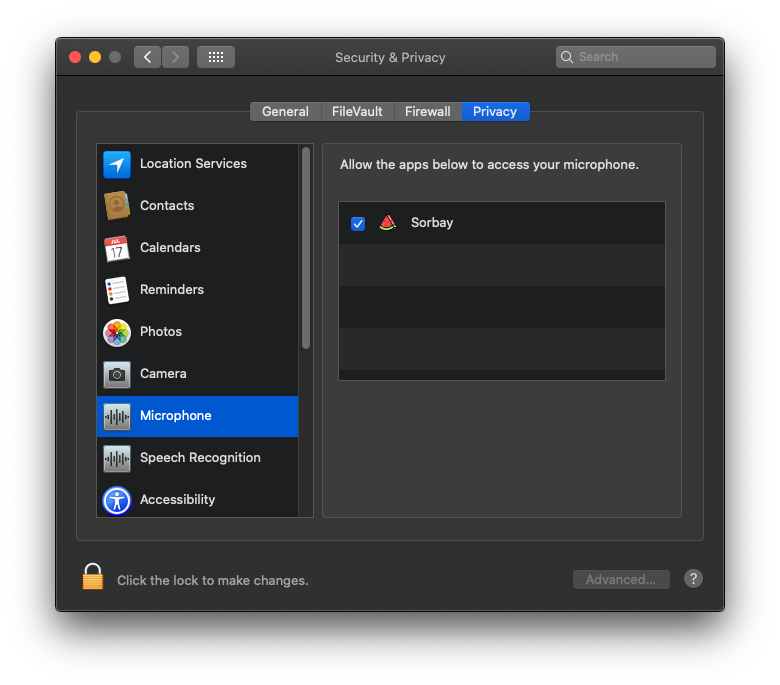 Security & Privacy
Search
General FileVault Firewall Privacy
Location Services
Contacts
JUL
17
Calendars
Reminders
Photos
Camera
Microphone
Speech Recognition
Accessibility
Allow the apps below to access your microphone.
Sorbay
Click the lock to make changes.
Advanced...
?